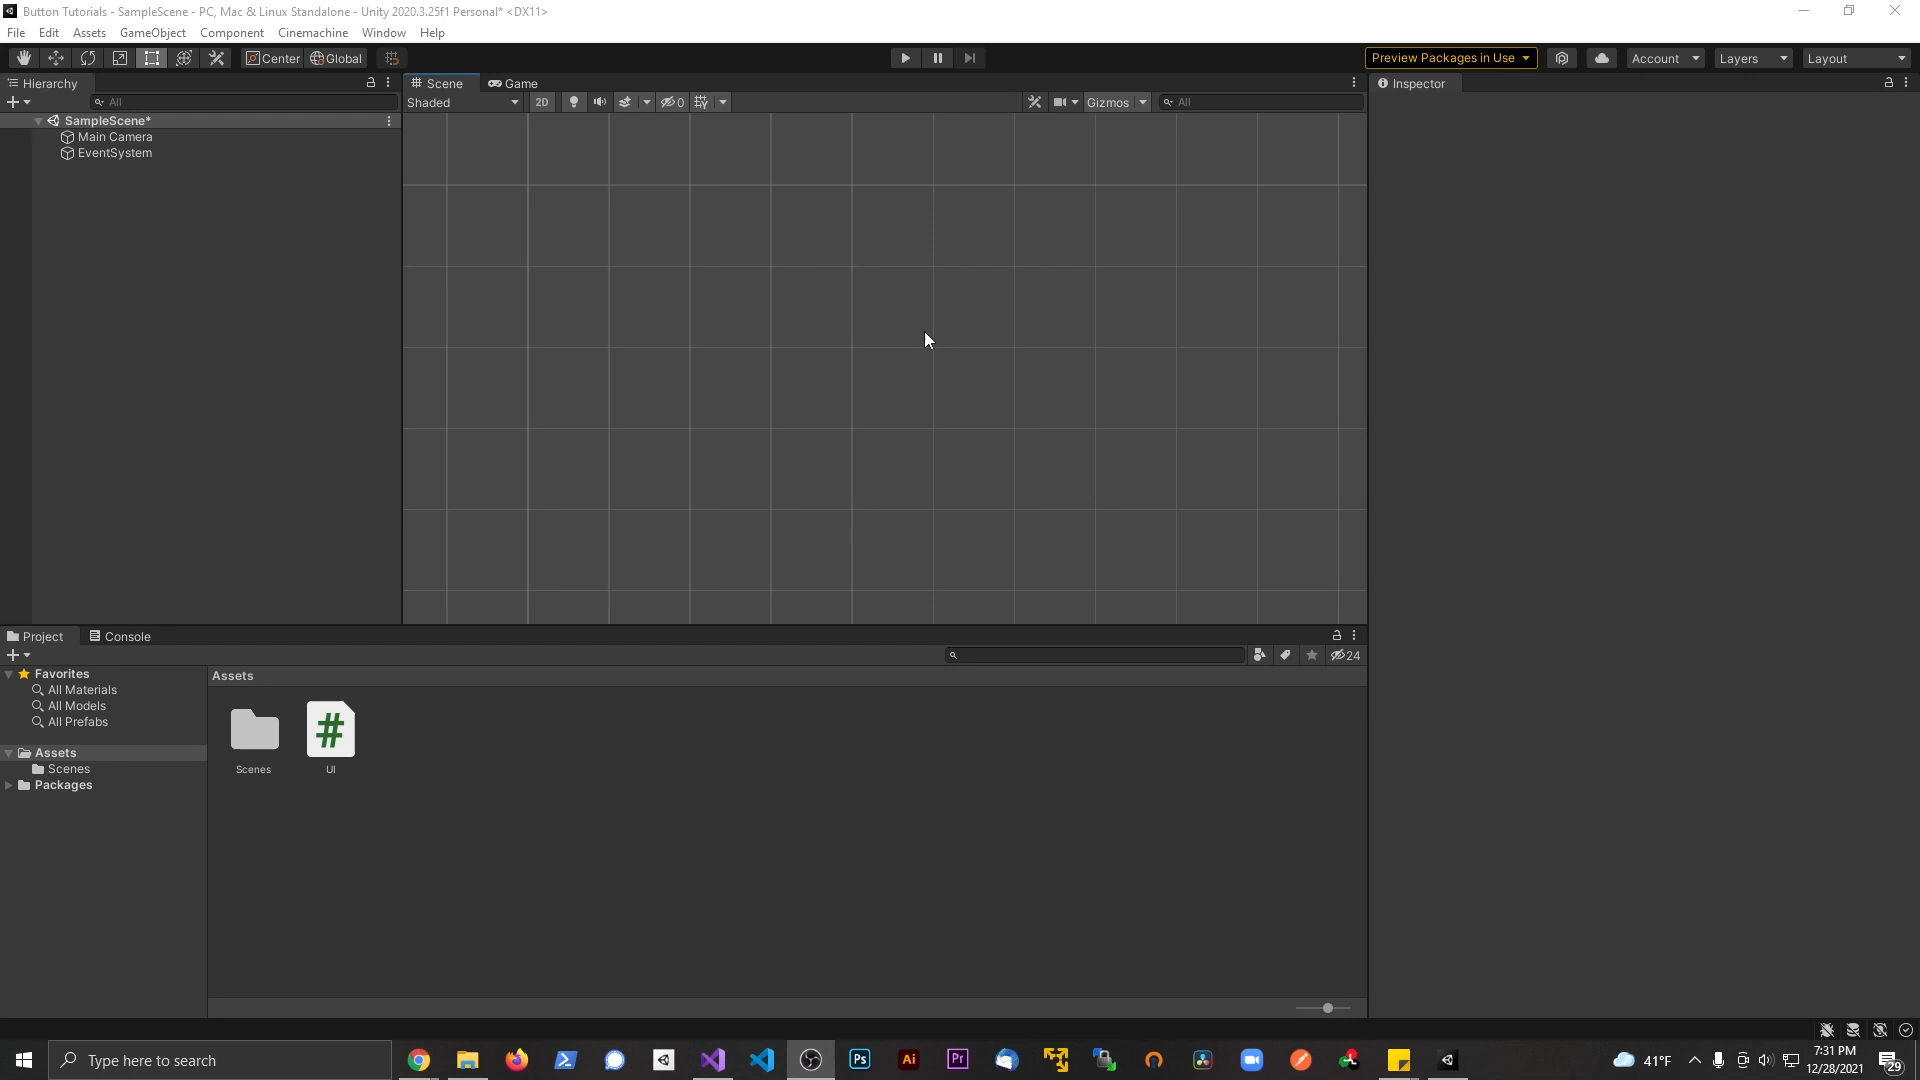 Button Tutorials - SampleScene - PC, Mac & Linux Standalone - Unity 2020.3.25f1 Personal* <DX11>
File Edit Assets GameObject Component Cinemachine Window Help
Center Global Preview Packages in Use Account Layers Layout
Hierarchy Scene Game Inspector
All Shaded 2D 0 Gizmos All
SampleScene*
Main Camera
EventSystem
Project Console
24
Favorites Assets
All Materials
All Models
All Prefabs
Assets
Scenes
Packages
Scenes UI
Type here to search Ps Ai Pr 41°F 7:31 PM
12/28/2021
29